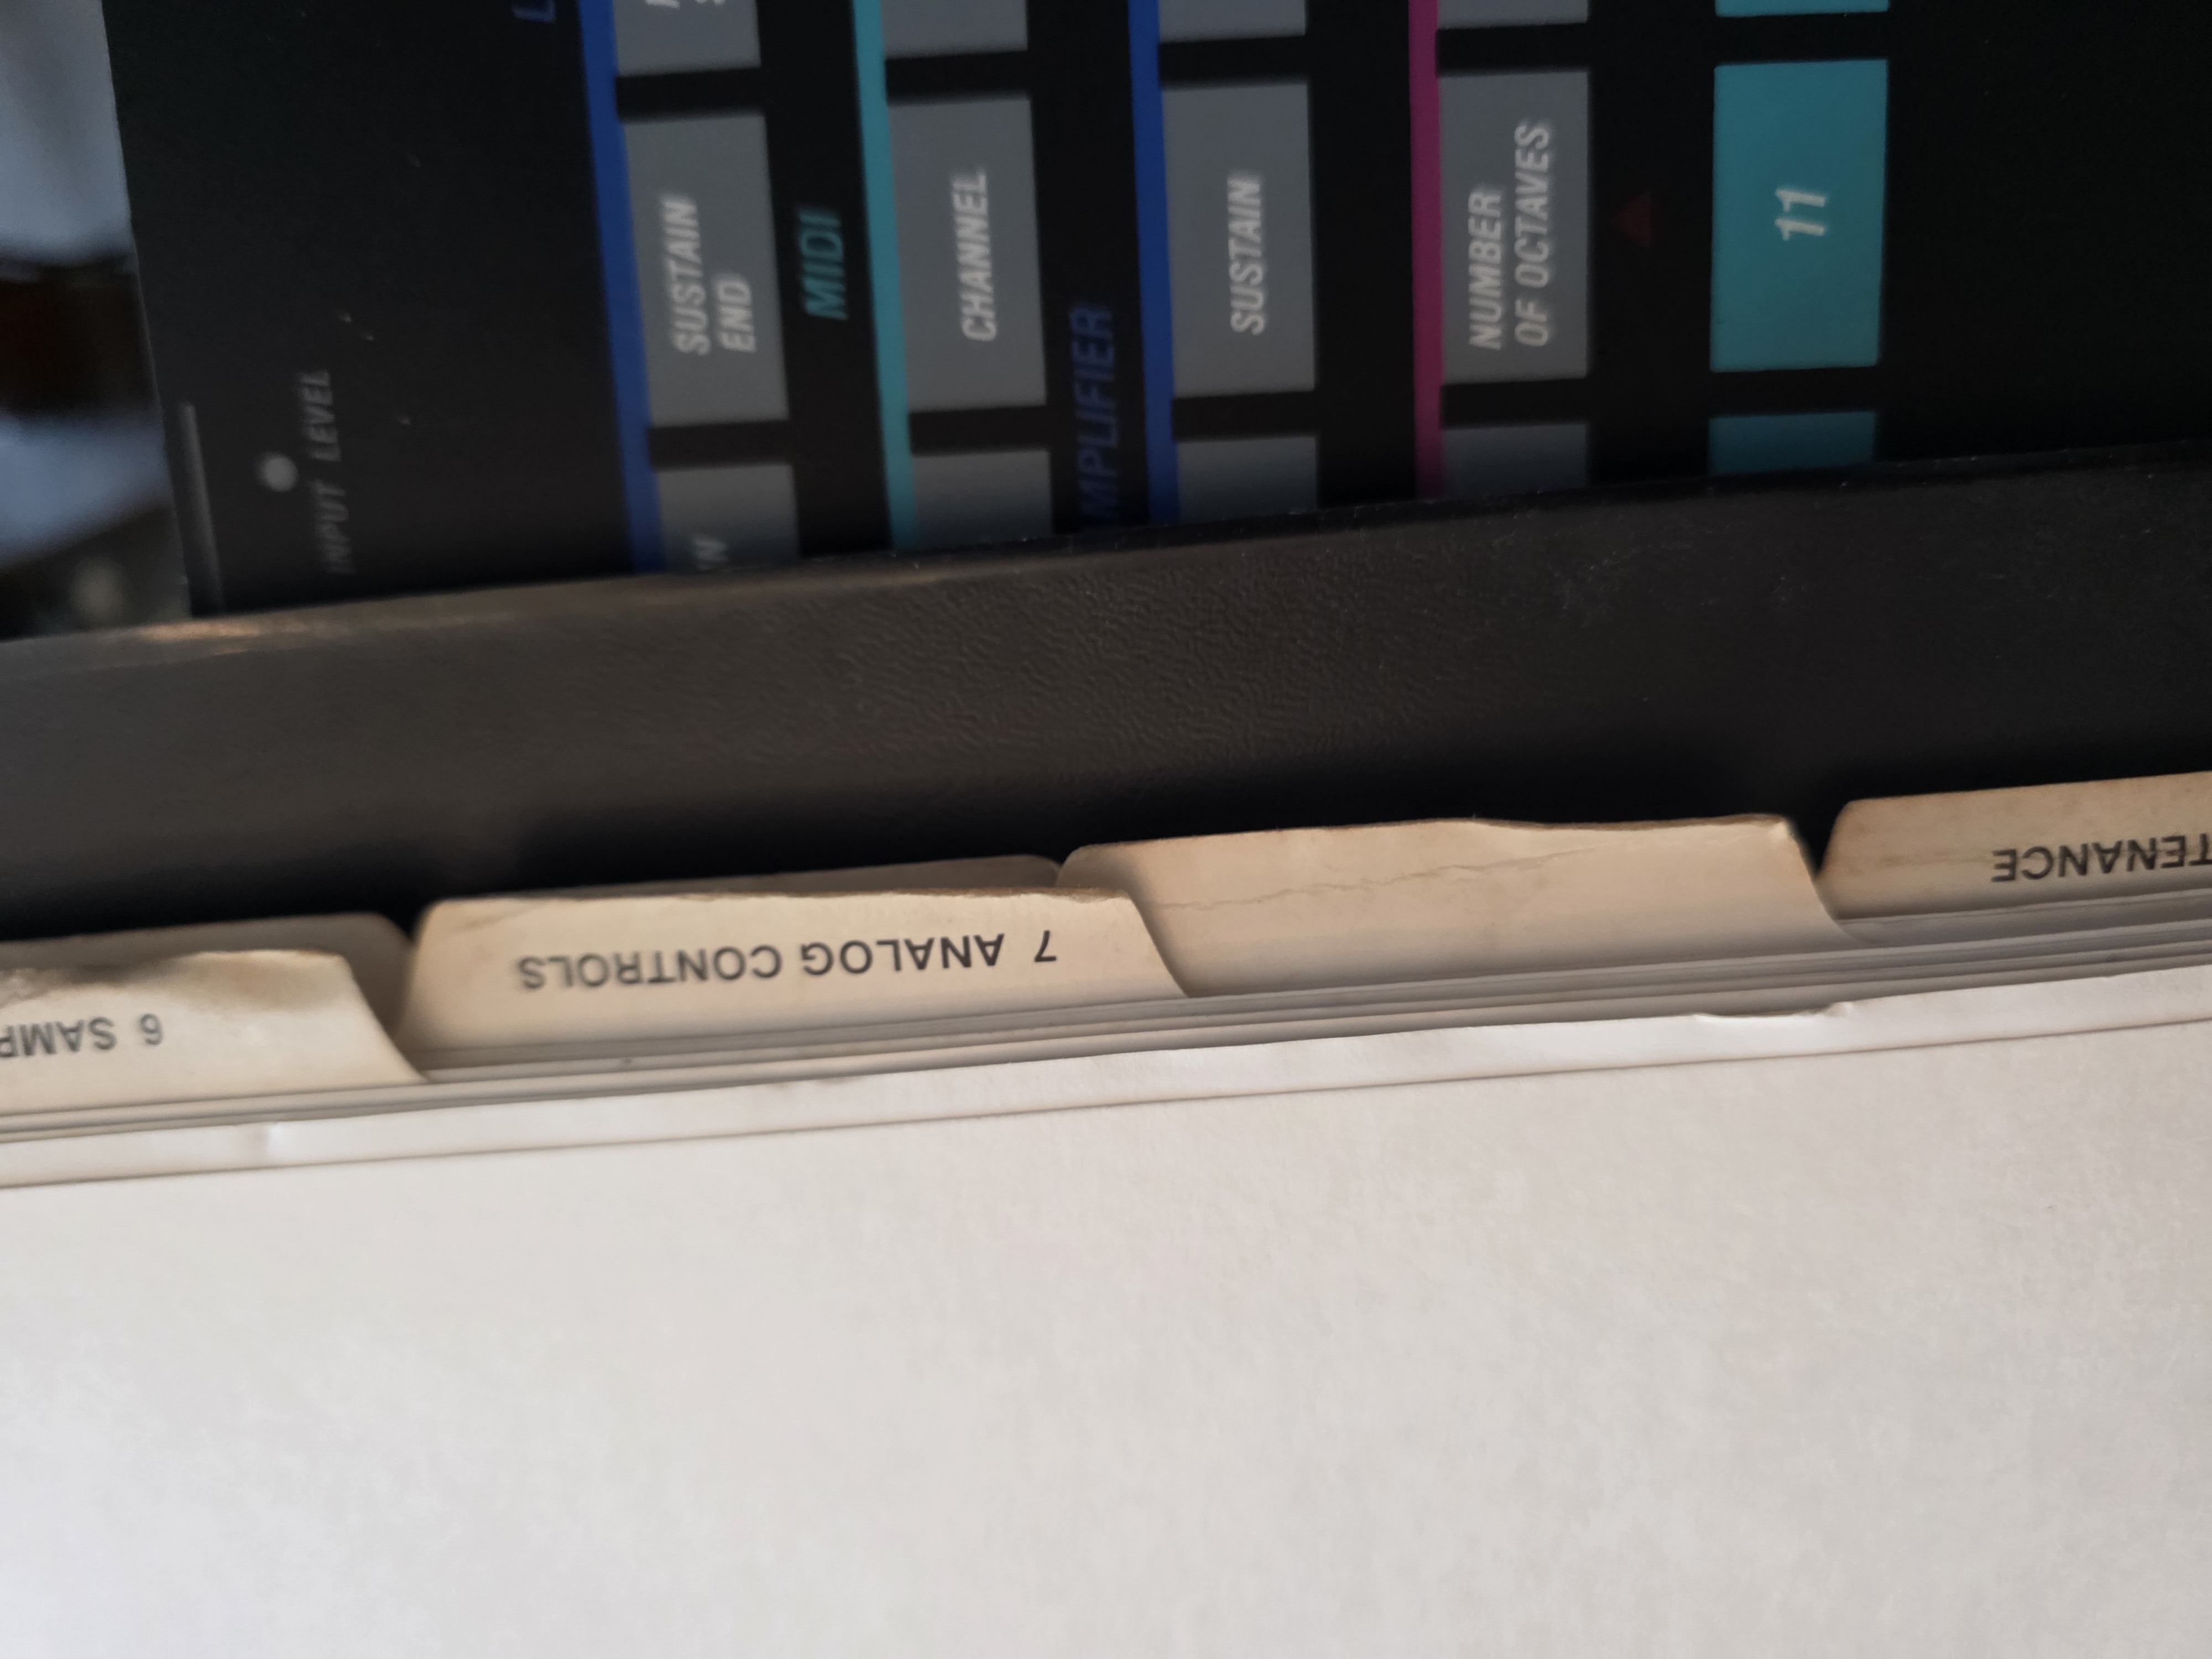 INPUT LEVEL
SUSTAIN
END
MIDI
CHANNEL
AMPLIFIER
SUSTAIN
NUMBER
OF OCTAVES
11
6 SAMP
7 ANALOG CONTROLS
TENANCE